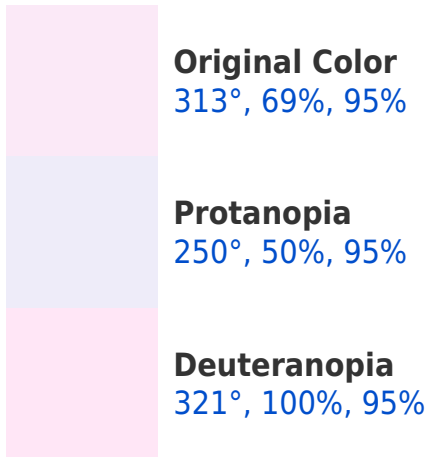 Original Color
313°, 69%, 95%
Protanopia
250°, 50%, 95%
Deuteranopia
321°, 100%, 95%